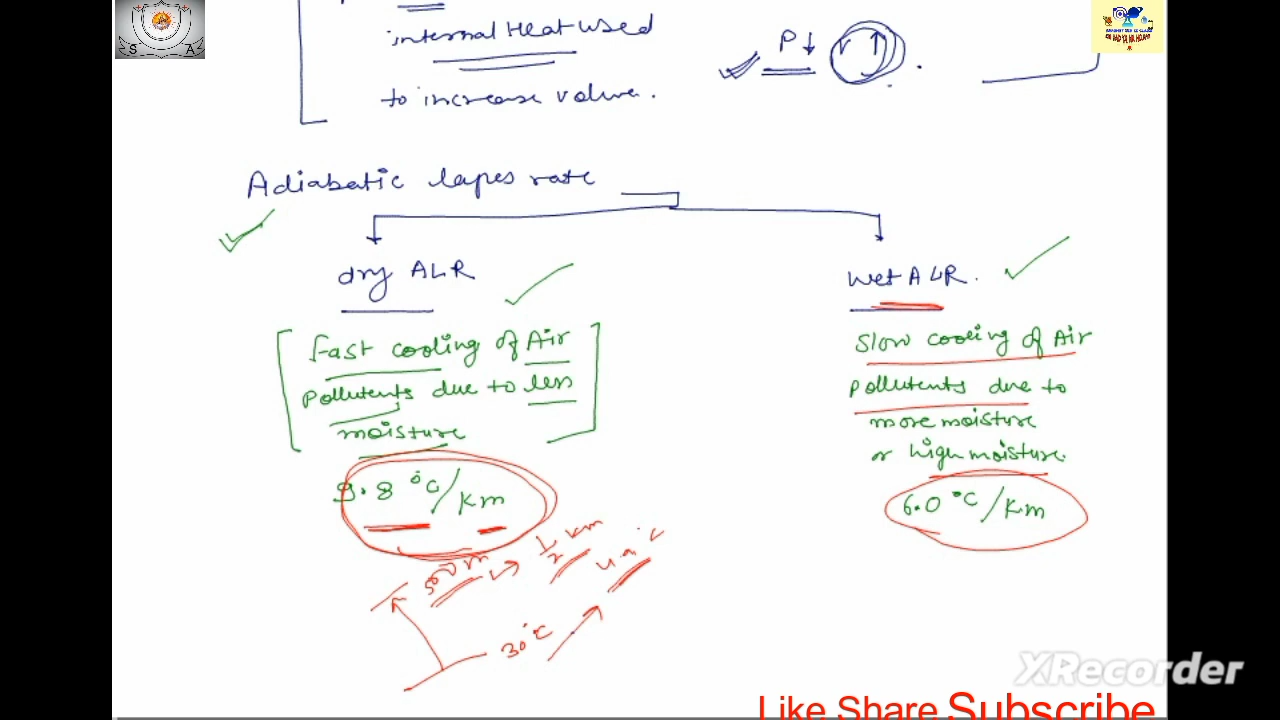 internal Heat used
P↓
to increase volume.
Adiabatic lapes rate
dry ALR
wet ALR.
fast cooling of Air
pollutents due to less
moisture
9.8 °C/km
slow cooling of Air
pollutents due to
more moisture
or high moisture.
6.0 °C/km
500m → 1/2 km
30°C
XRecorder
Like Share Subscribe
S A